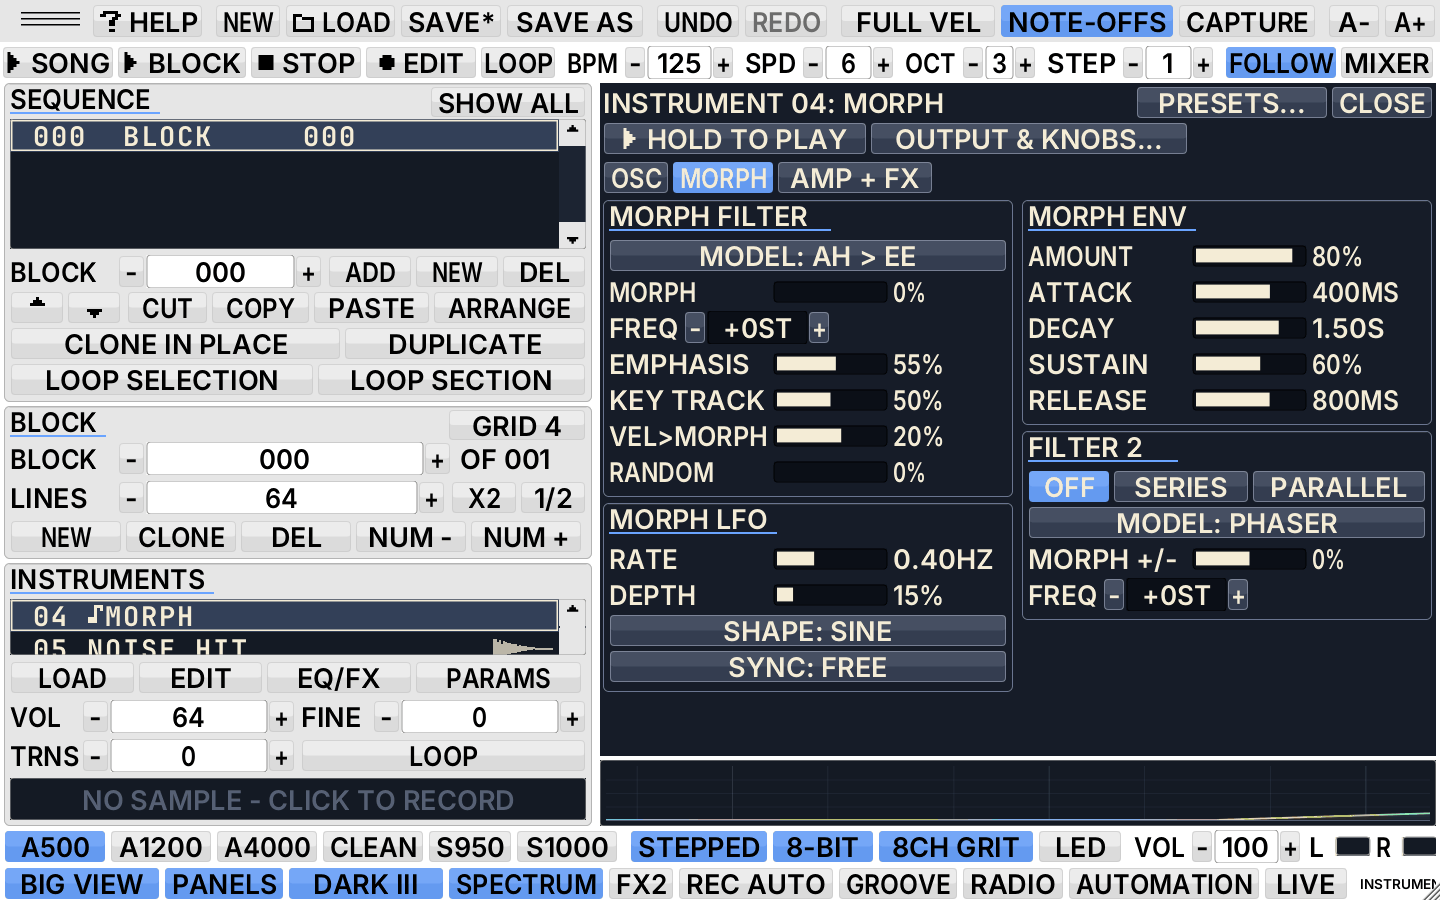 HELP NEW LOAD SAVE* SAVE AS UNDO REDO FULL VEL NOTE-OFFS CAPTURE A- A+
SONG BLOCK STOP EDIT LOOP BPM - 125 + SPD - 6 + OCT - 3 + STEP - 1 + FOLLOW MIXER
SEQUENCE SHOW ALL
000 BLOCK 000
BLOCK - 000 + ADD NEW DEL
CUT COPY PASTE ARRANGE
CLONE IN PLACE DUPLICATE
LOOP SELECTION LOOP SECTION
BLOCK GRID 4
BLOCK - 000 + OF 001
LINES - 64 + X2 1/2
NEW CLONE DEL NUM - NUM +
INSTRUMENTS
04 MORPH
05 NOISE HIT
LOAD EDIT EQ/FX PARAMS
VOL - 64 + FINE - 0 +
TRNS - 0 + LOOP
NO SAMPLE - CLICK TO RECORD
INSTRUMENT 04: MORPH PRESETS... CLOSE
HOLD TO PLAY OUTPUT & KNOBS...
OSC MORPH AMP + FX
MORPH FILTER
MODEL: AH > EE
MORPH 0%
FREQ - +0ST +
EMPHASIS 55%
KEY TRACK 50%
VEL>MORPH 20%
RANDOM 0%
MORPH LFO
RATE 0.40HZ
DEPTH 15%
SHAPE: SINE
SYNC: FREE
MORPH ENV
AMOUNT 80%
ATTACK 400MS
DECAY 1.50S
SUSTAIN 60%
RELEASE 800MS
FILTER 2
OFF SERIES PARALLEL
MODEL: PHASER
MORPH +/- 0%
FREQ - +0ST +
A500 A1200 A4000 CLEAN S950 S1000 STEPPED 8-BIT 8CH GRIT LED VOL - 100 + L R
BIG VIEW PANELS DARK III SPECTRUM FX2 REC AUTO GROOVE RADIO AUTOMATION LIVE